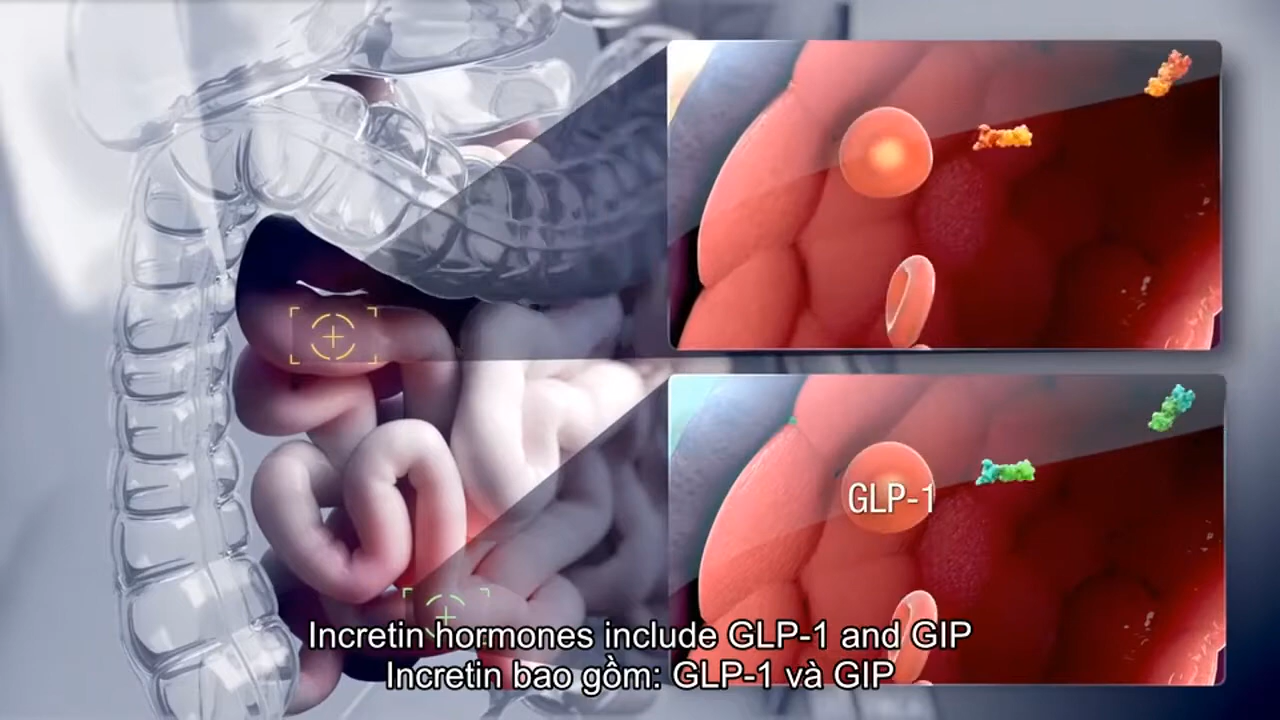 GLP-1
Incretin hormones include GLP-1 and GIP
Incretin bao gồm: GLP-1 và GIP